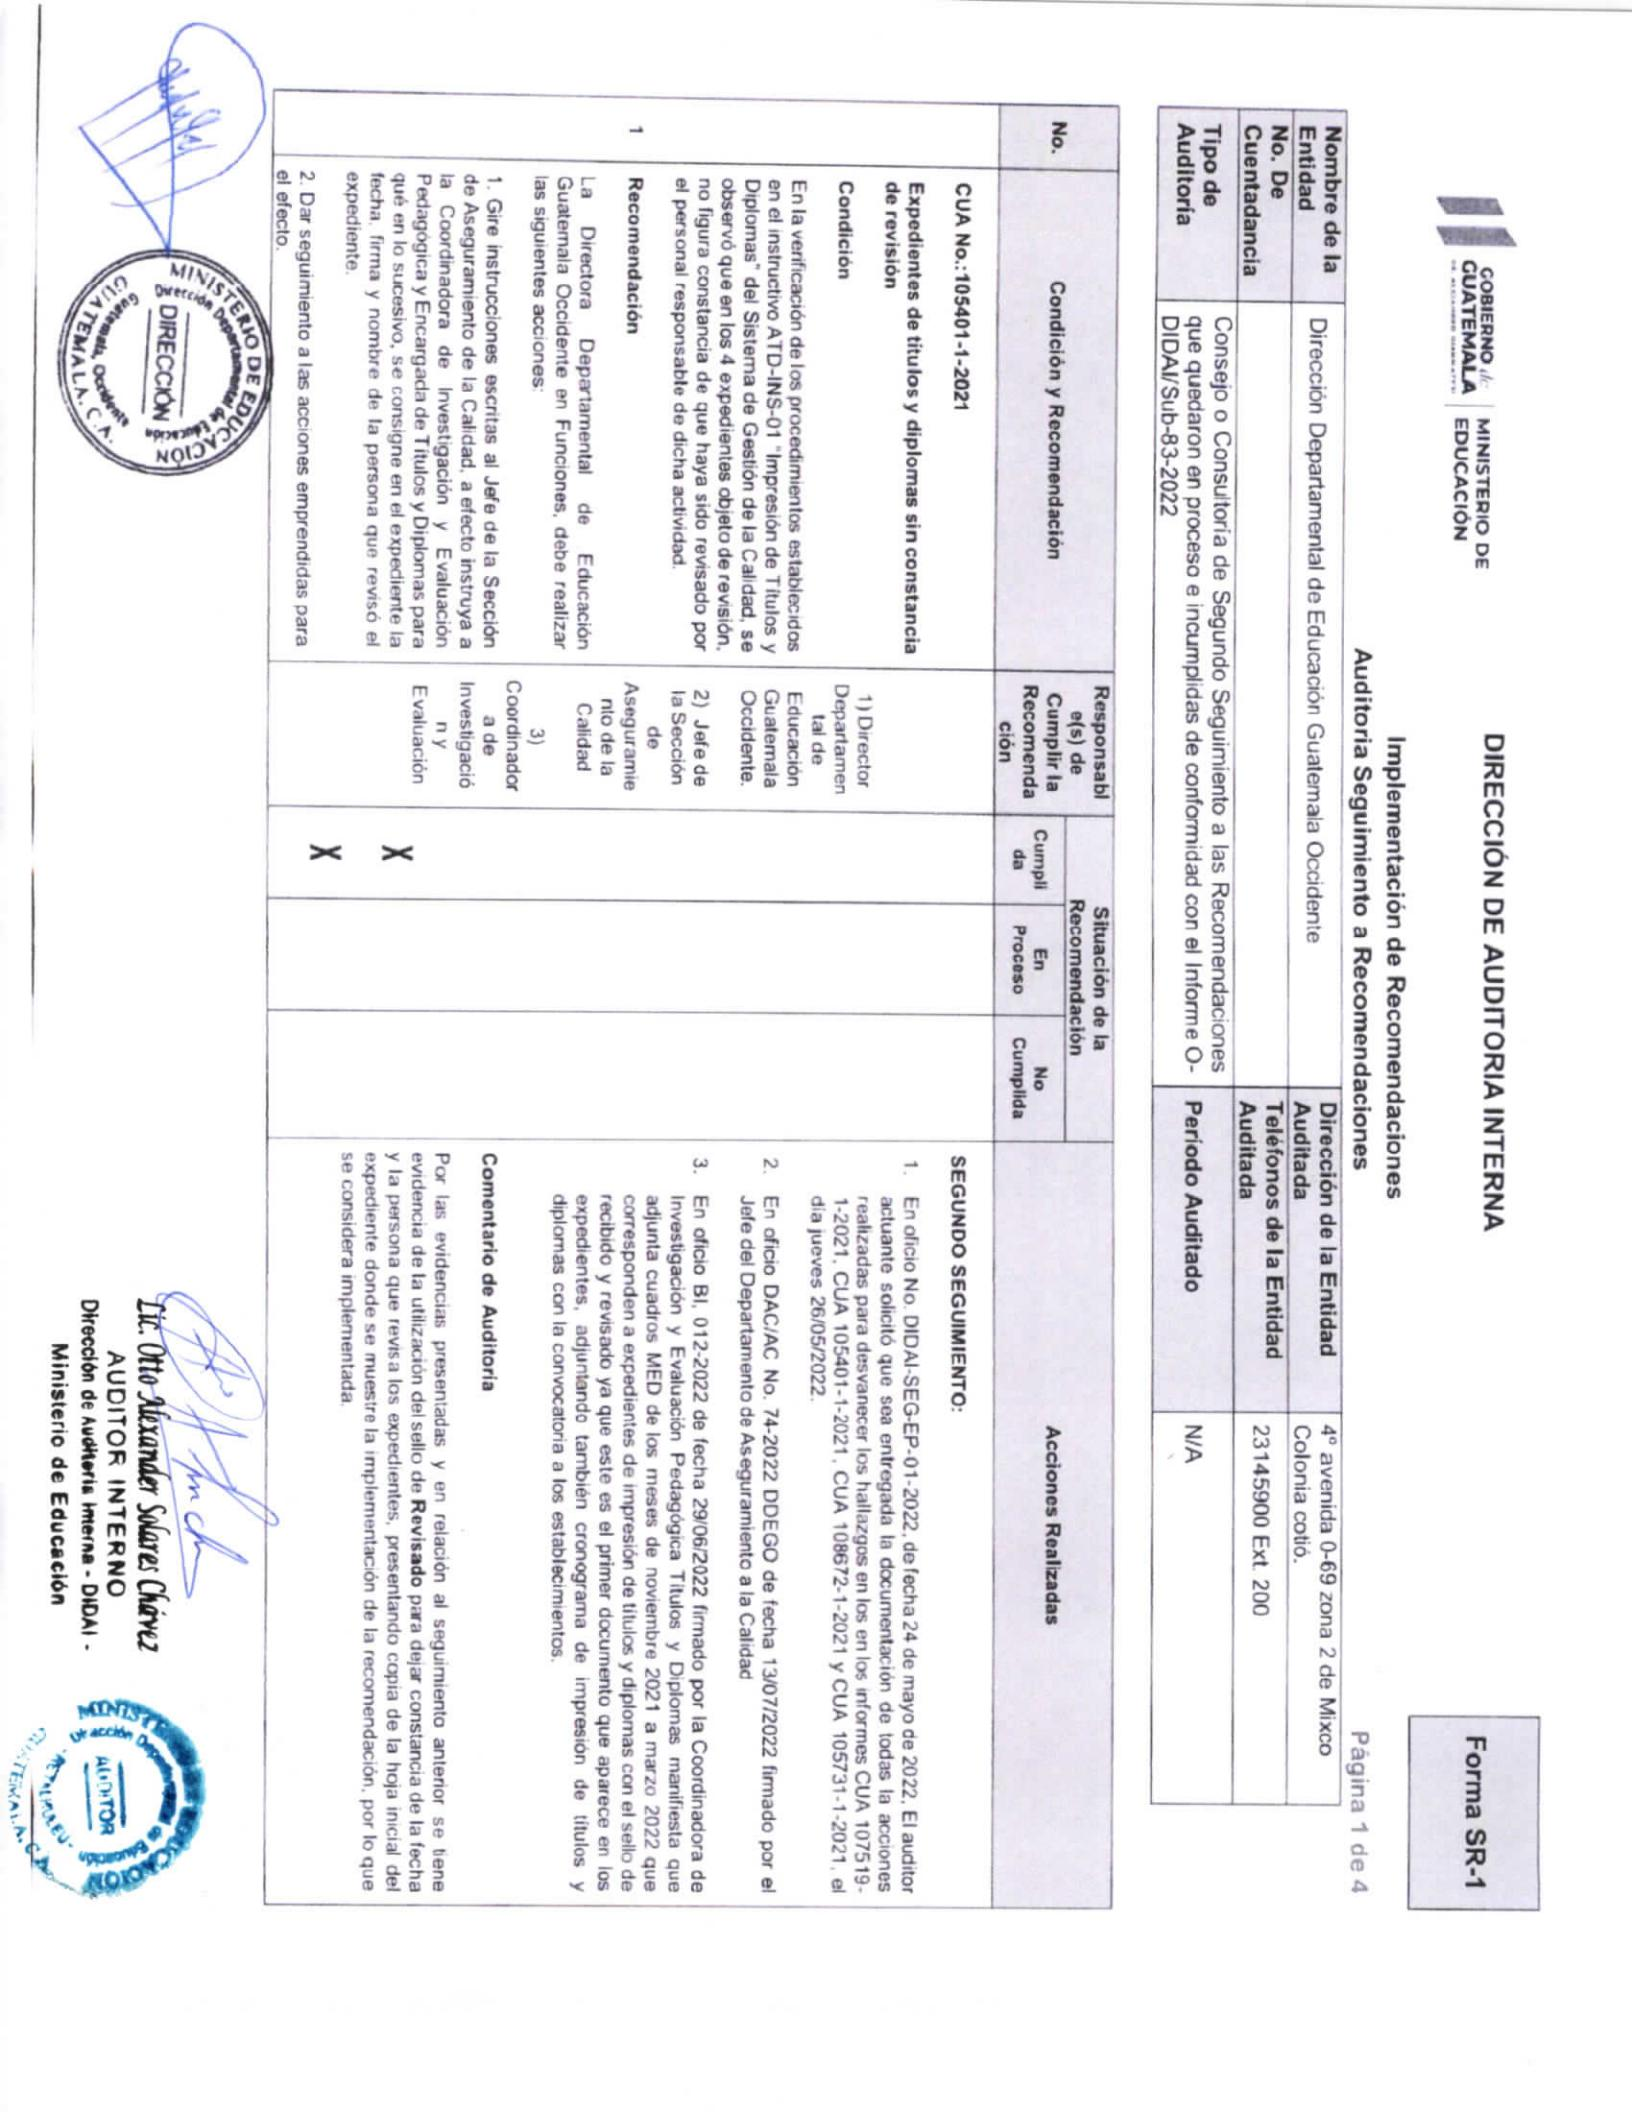 GOBIERNO de
GUATEMALA
MINISTERIO DE
EDUCACIÓN
DIRECCIÓN DE AUDITORIA INTERNA
Forma SR-1
Implementación de Recomendaciones
Auditoria Seguimiento a Recomendaciones
Página 1 de 4
Nombre de la
Entidad
Dirección Departamental de Educación Guatemala Occidente
Dirección de la Entidad
Auditada
4º avenida 0-69 zona 2 de Mixco
Colonia cotió.
No. De
Cuentadancia
Teléfonos de la Entidad
Auditada
23145900 Ext. 200
Tipo de
Auditoría
Consejo o Consultoría de Segundo Seguimiento a las Recomendaciones
que quedaron en proceso e incumplidas de conformidad con el Informe O-
DIDAI/Sub-83-2022
Período Auditado
N/A
No.
Condición y Recomendación
Responsabl
e(s) de
Cumplir la
Recomenda
ción
Situación de la
Recomendación
Cumpli
da
En
Proceso
No
Cumplida
Acciones Realizadas
1
CUA No.:105401-1-2021
Expedientes de títulos y diplomas sin constancia
de revisión
Condición
En la verificación de los procedimientos establecidos
en el instructivo ATD-INS-01 "Impresión de Títulos y
Diplomas" del Sistema de Gestión de la Calidad, se
observó que en los 4 expedientes objeto de revisión,
no figura constancia de que haya sido revisado por
el personal responsable de dicha actividad.
Recomendación
La Directora Departamental de Educación
Guatemala Occidente en Funciones, debe realizar
las siguientes acciones:
1. Gire instrucciones escritas al Jefe de la Sección
de Aseguramiento de la Calidad, a efecto instruya a
la Coordinadora de Investigación y Evaluación
Pedagógica y Encargada de Títulos y Diplomas para
qué en lo sucesivo, se consigne en el expediente la
fecha, firma y nombre de la persona que revisó el
expediente.
2. Dar seguimiento a las acciones emprendidas para
el efecto.
1) Director
Departamen
tal de
Educación
Guatemala
Occidente.
2) Jefe de
la Sección
de
Aseguramie
nto de la
Calidad
3)
Coordinador
a de
Investigació
n y
Evaluación
X
X
SEGUNDO SEGUIMIENTO:
1. En oficio No. DIDAI-SEG-EP-01-2022, de fecha 24 de mayo de 2022, El auditor
actuante solicitó que sea entregada la documentación de todas la acciones
realizadas para desvanecer los hallazgos en los en los informes CUA 107519-
1-2021, CUA 105401-1-2021, CUA 108672-1-2021 y CUA 105731-1-2021, el
día jueves 26/05/2022.
2. En oficio DAC/AC No. 74-2022 DDEGO de fecha 13/07/2022 firmado por el
Jefe del Departamento de Aseguramiento a la Calidad
3. En oficio BI, 012-2022 de fecha 29/06/2022 firmado por la Coordinadora de
Investigación y Evaluación Pedagógica Títulos y Diplomas manifiesta que
adjunta cuadros MED de los meses de noviembre 2021 a marzo 2022 que
corresponden a expedientes de impresión de títulos y diplomas con el sello de
recibido y revisado ya que este es el primer documento que aparece en los
expedientes, adjuntando también cronograma de impresión de títulos y
diplomas con la convocatoria a los establecimientos.
Comentario de Auditoria
Por las evidencias presentadas y en relación al seguimiento anterior se tiene
evidencia de la utilización del sello de Revisado para dejar constancia de la fecha
y la persona que revisa los expedientes, presentando copia de la hoja inicial del
expediente donde se muestre la implementación de la recomendación, por lo que
se considera implementada.
MINISTERIO DE EDUCACIÓN
Dirección Departamental de Educación
DIRECCIÓN
Guatemala, Occidente
GUATEMALA, C.A.
Lic. Otto Alexander Solares Chávez
AUDITOR INTERNO
Dirección de Auditoria Interna - DIDAI -
Ministerio de Educación
AUDITOR